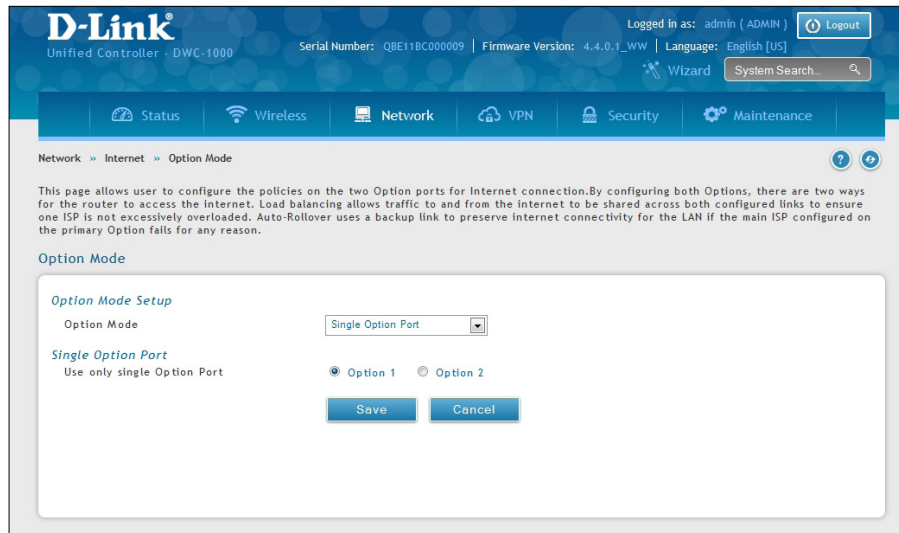 D-Link®
Unified Controller - DWC-1000
Logged in as: admin ( ADMIN )
Logout
Serial Number: QBE11BC000009 | Firmware Version: 4.4.0.1_WW | Language: English [US]
Wizard
System Search...
Status
Wireless
Network
VPN
Security
Maintenance
Network » Internet » Option Mode
?
This page allows user to configure the policies on the two Option ports for Internet connection.By configuring both Options, there are two ways
for the router to access the internet. Load balancing allows traffic to and from the internet to be shared across both configured links to ensure
one ISP is not excessively overloaded. Auto-Rollover uses a backup link to preserve internet connectivity for the LAN if the main ISP configured on
the primary Option fails for any reason.
Option Mode
Option Mode Setup
Option Mode
Single Option Port
Single Option Port
Use only single Option Port
Option 1
Option 2
Save
Cancel